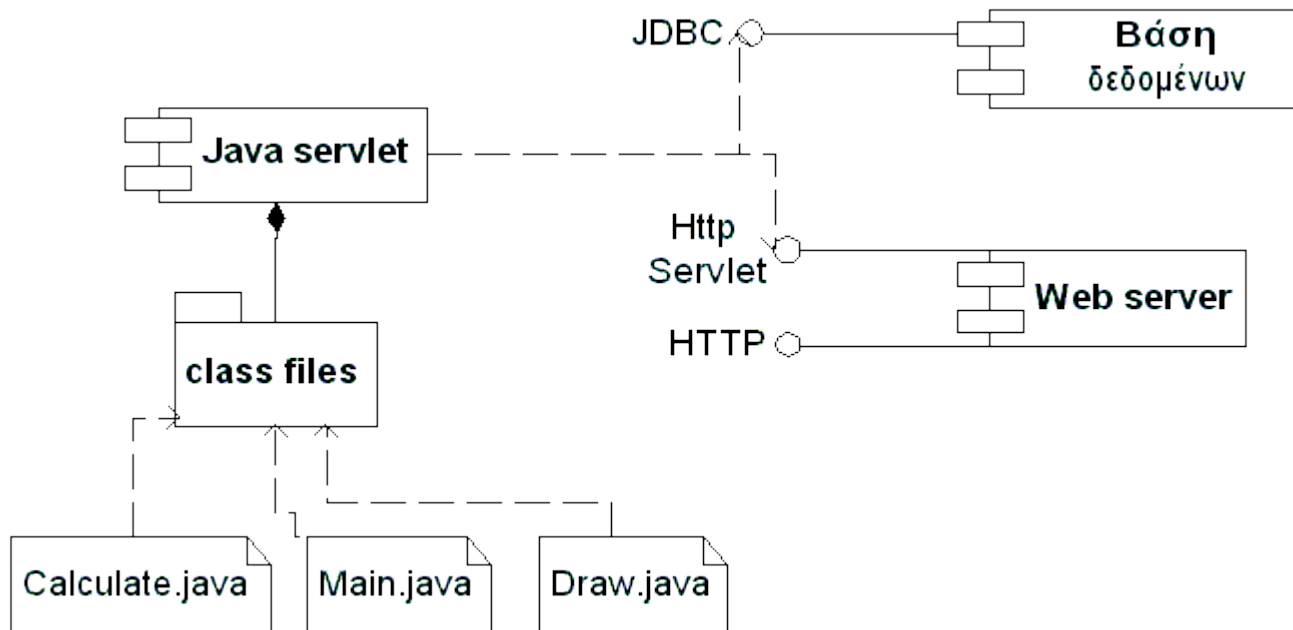 JDBC
Βάση
δεδομένων
Java servlet
Http
Servlet
Web server
HTTP
class files
Calculate.java
Main.java
Draw.java